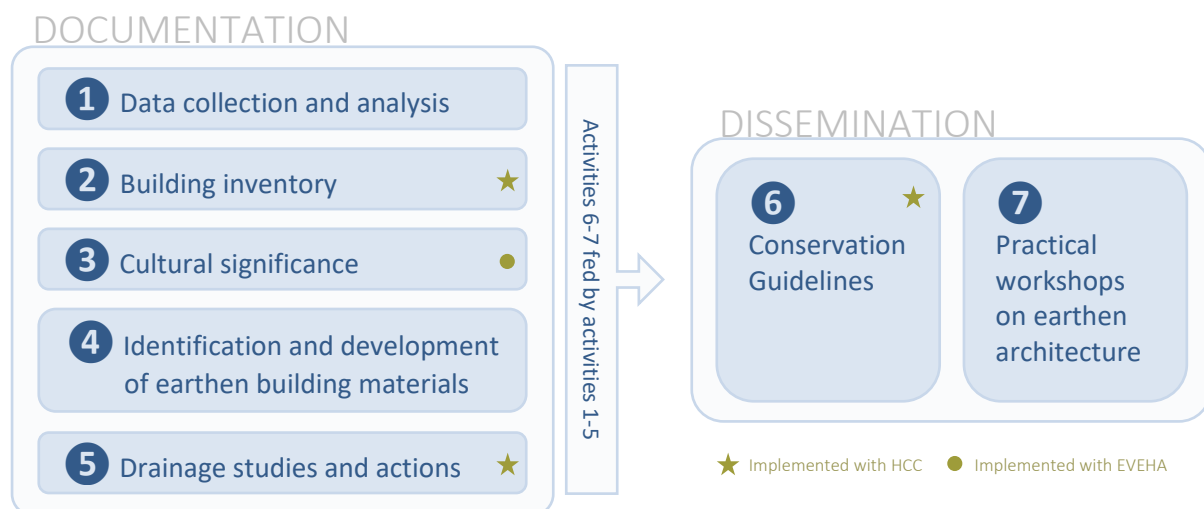 DOCUMENTATION
1 Data collection and analysis
2 Building inventory
3 Cultural significance
4 Identification and development
of earthen building materials
5 Drainage studies and actions
Activities 6-7 fed by activities 1-5
DISSEMINATION
6
Conservation
Guidelines
7
Practical
workshops
on earthen
architecture
Implemented with HCC
Implemented with EVEHA